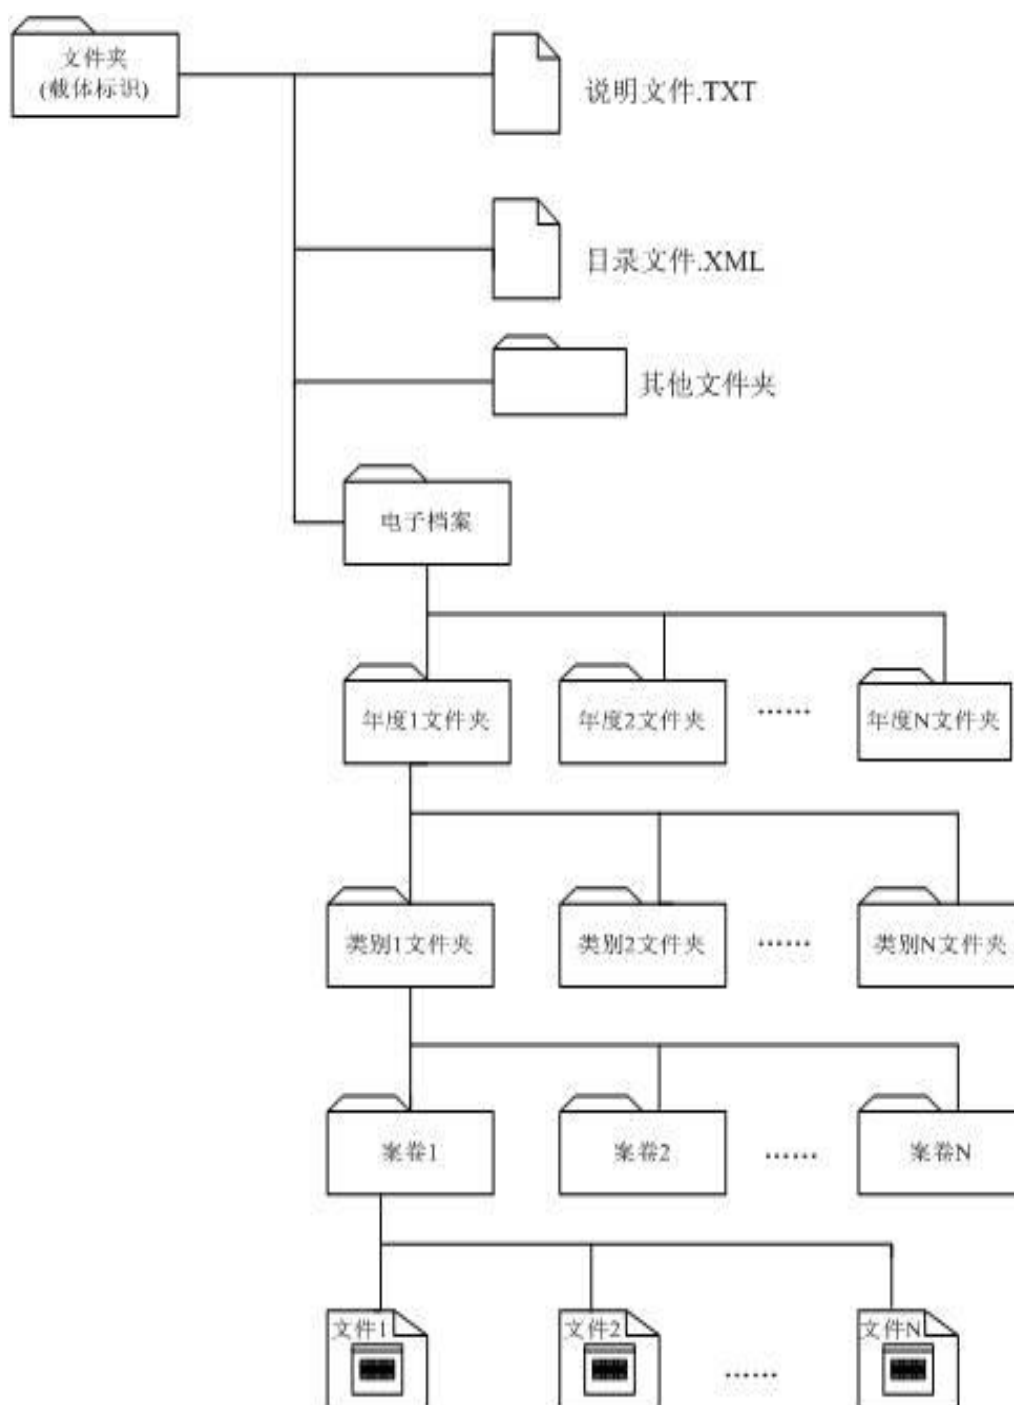 文件夹
(载体标识)
说明文件.TXT
目录文件.XML
其他文件夹
电子档案
年度1文件夹
年度2文件夹
……
年度N文件夹
类别1文件夹
类别2文件夹
……
类别N文件夹
案卷1
案卷2
……
案卷N
文件1
文件2
……
文件N